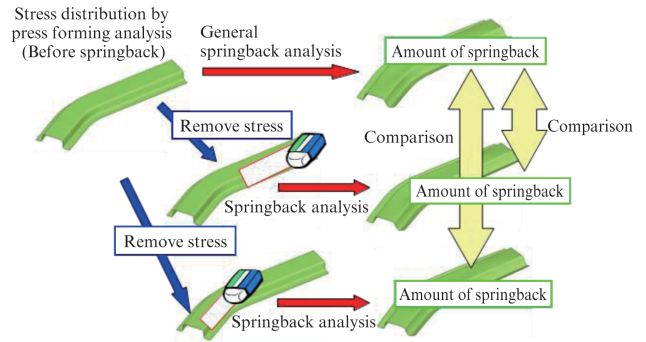 Stress distribution by
press forming analysis
(Before springback)
General
springback analysis
Amount of springback
Remove stress
Comparison
Comparison
Springback analysis
Amount of springback
Remove stress
Springback analysis
Amount of springback